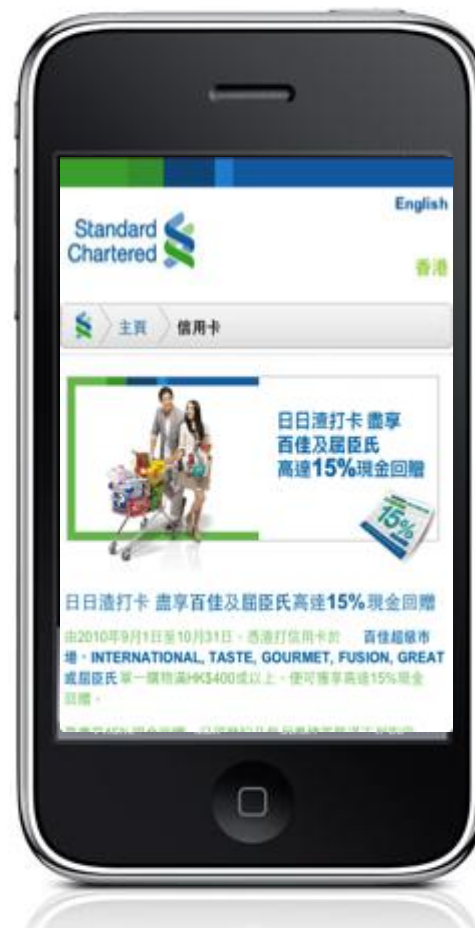 English
Standard
Chartered
香港
主頁 信用卡
日日渣打卡 盡享
百佳及屈臣氏
高達15%現金回贈
15%
日日渣打卡 盡享百佳及屈臣氏高達15%現金回贈
由2010年9月1日至10月31日，憑渣打信用卡於 百佳超級市
場、INTERNATIONAL, TASTE, GOURMET, FUSION, GREAT
或屈臣氏單一購物滿HK$400或以上，便可獲享高達15%現金
回贈。